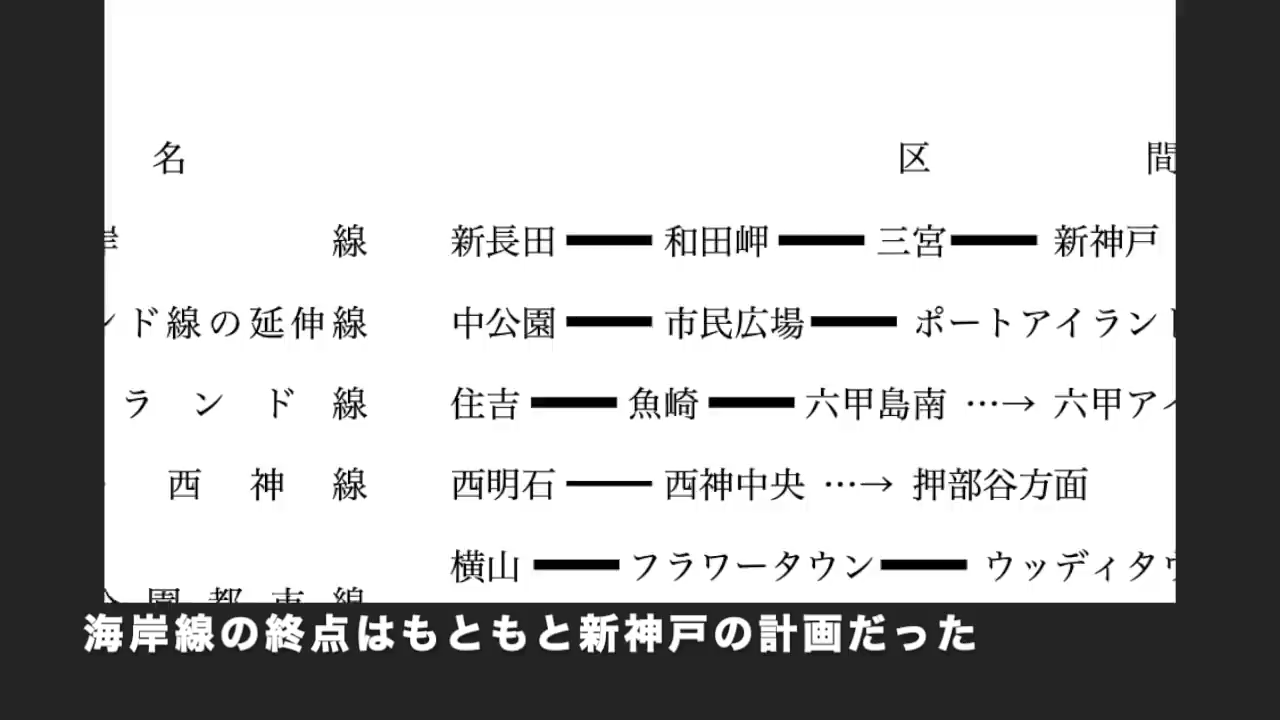 名 区 間
線 新長田 ━ 和田岬 ━ 三宮 ━ 新神戸
ド線の延伸線 中公園 ━ 市民広場 ━ ポートアイラン
ランド線 住吉 ━ 魚崎 ━ 六甲島南 …→ 六甲ア
西神線 西明石 ─ 西神中央 …→ 押部谷方面
横山 ━ フラワータウン ━ ウッディタ
園都市線
海岸線の終点はもともと新神戸の計画だった